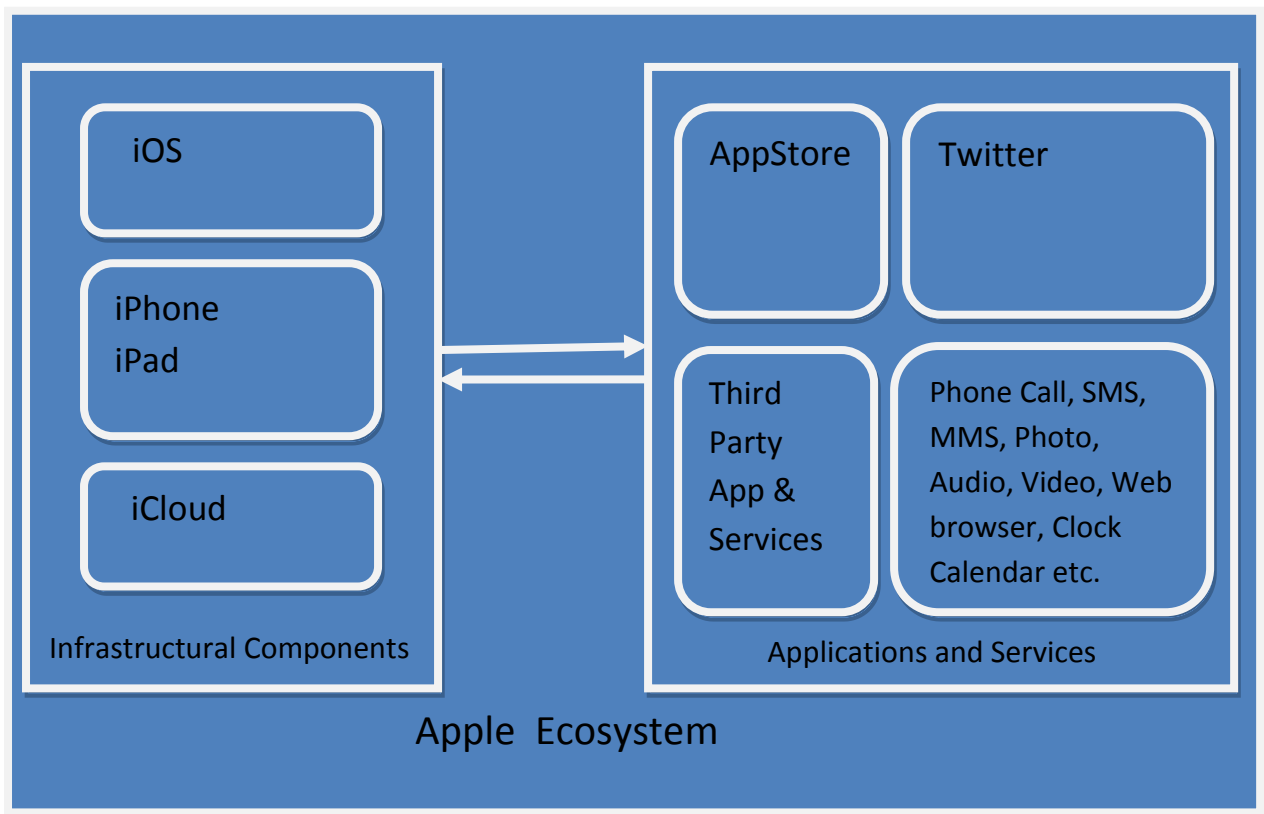 iOS
iPhone
iPad
iCloud
Infrastructural Components
AppStore
Twitter
Third
Party
App &
Services
Phone Call, SMS,
MMS, Photo,
Audio, Video, Web
browser, Clock
Calendar etc.
Applications and Services
Apple Ecosystem